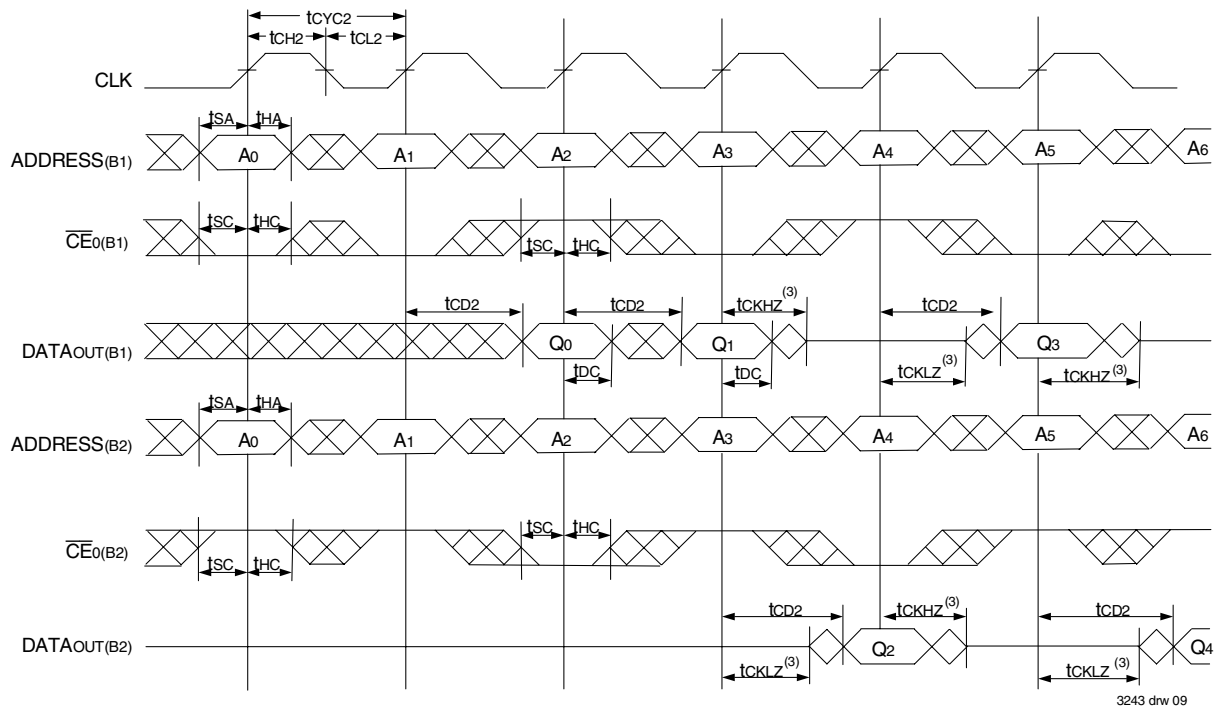 tCYC2
tCH2 tCL2
CLK
tSA tHA
ADDRESS(B1) A0 A1 A2 A3 A4 A5 A6
tSC tHC
CE0(B1) tSC tHC
tCD2 tCD2 tCKHZ(3) tCD2
DATAOUT(B1) Q0 Q1 Q3
tDC tDC tCKLZ(3) tCKHZ(3)
tSA tHA
ADDRESS(B2) A0 A1 A2 A3 A4 A5 A6
tSC tHC
CE0(B2)
tSC tHC
tCD2 tCKHZ(3) tCD2
DATAOUT(B2) Q2 Q4
tCKLZ(3) tCKLZ(3)
3243 drw 09